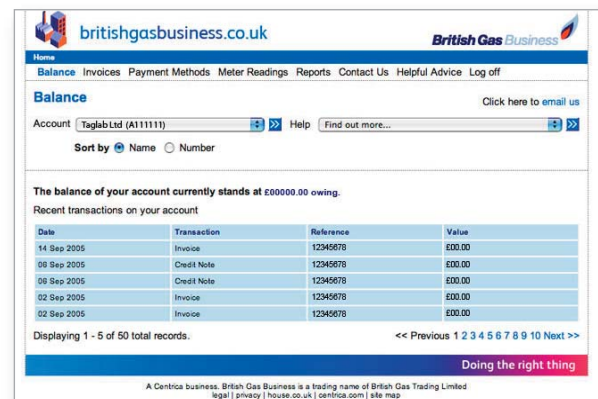 britishgasbusiness.co.uk
British Gas Business
Home
Balance Invoices Payment Methods Meter Readings Reports Contact Us Helpful Advice Log off
Balance
Click here to email us
Account Taglab Ltd (A111111) >> Help Find out more... >>
Sort by Name Number
The balance of your account currently stands at £00000.00 owing.
Recent transactions on your account
Date Transaction Reference Value
14 Sep 2005 Invoice 12345678 £00.00
06 Sep 2005 Credit Note 12345678 £00.00
06 Sep 2005 Credit Note 12345678 £00.00
02 Sep 2005 Invoice 12345678 £00.00
02 Sep 2005 Invoice 12345678 £00.00
Displaying 1 - 5 of 50 total records. << Previous 1 2 3 4 5 6 7 8 9 10 Next >>
Doing the right thing
A Centrica business. British Gas Business is a trading name of British Gas Trading Limited
legal | privacy | house.co.uk | centrica.com | site map